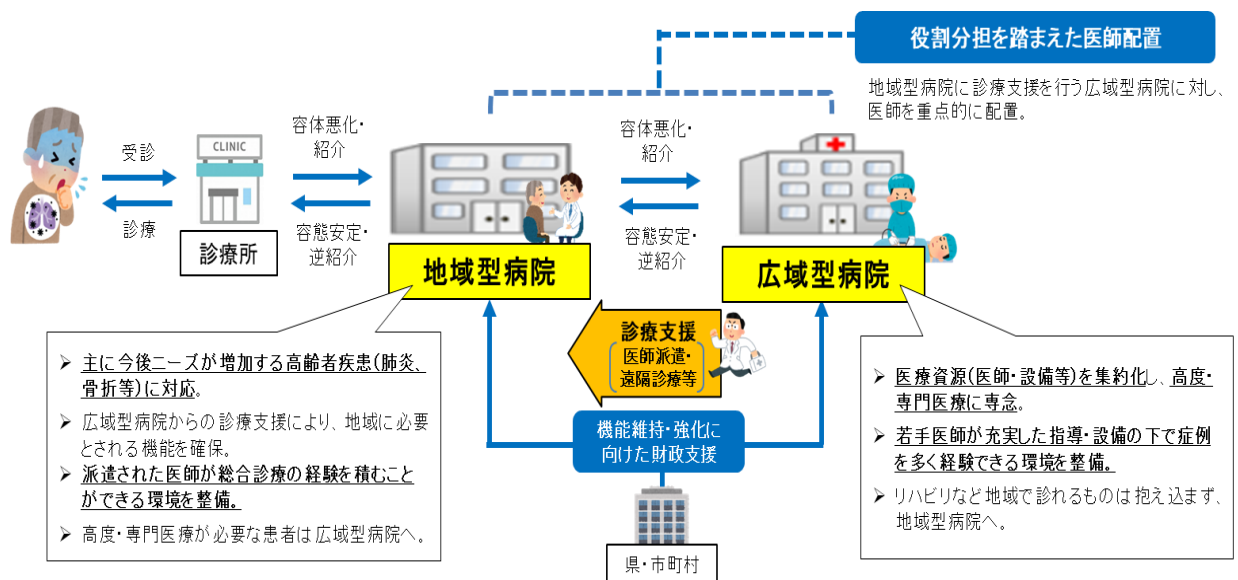 役割分担を踏まえた医師配置
地域型病院に診療支援を行う広域型病院に対し、
医師を重点的に配置。
受診
診療
CLINIC
診療所
容体悪化・
紹介
容態安定・
逆紹介
地域型病院
容体悪化・
紹介
容態安定・
逆紹介
広域型病院
診療支援
医師派遣・
遠隔診療等
➢ 主に今後ニーズが増加する高齢者疾患(肺炎、
骨折等)に対応。
➢ 広域型病院からの診療支援により、地域に必要
とされる機能を確保。
➢ 派遣された医師が総合診療の経験を積むこと
ができる環境を整備。
➢ 高度・専門医療が必要な患者は広域型病院へ。
機能維持・強化に
向けた財政支援
県・市町村
➢ 医療資源(医師・設備等)を集約化し、高度・
専門医療に専念。
➢ 若手医師が充実した指導・設備の下で症例
を多く経験できる環境を整備。
➢ リハビリなど地域で診れるものは抱え込まず、
地域型病院へ。